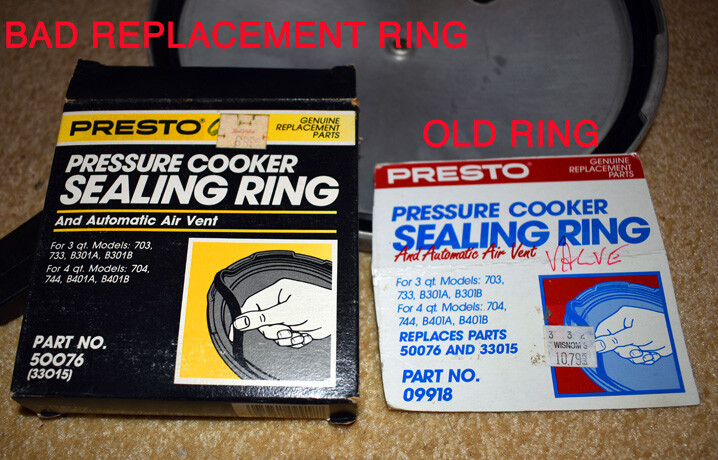 BAD REPLACEMENT RING
PRESTO®
GENUINE
REPLACEMENT
PARTS
PRESSURE COOKER
SEALING RING
And Automatic Air Vent
For 3 qt. Models: 703,
733, B301A, B301B
For 4 qt. Models: 704,
744, B401A, B401B
PART NO.
50076
(33015)
OLD RING
PRESTO®
GENUINE
REPLACEMENT
PARTS
PRESSURE COOKER
SEALING RING
And Automatic Air Vent VALVE
For 3 qt. Models: 703,
733, B301A, B301B
For 4 qt. Models: 704,
744, B401A, B401B
REPLACES PARTS
50076 AND 33015
PART NO.
09918
3 3 2
WISNOM'S
10.79